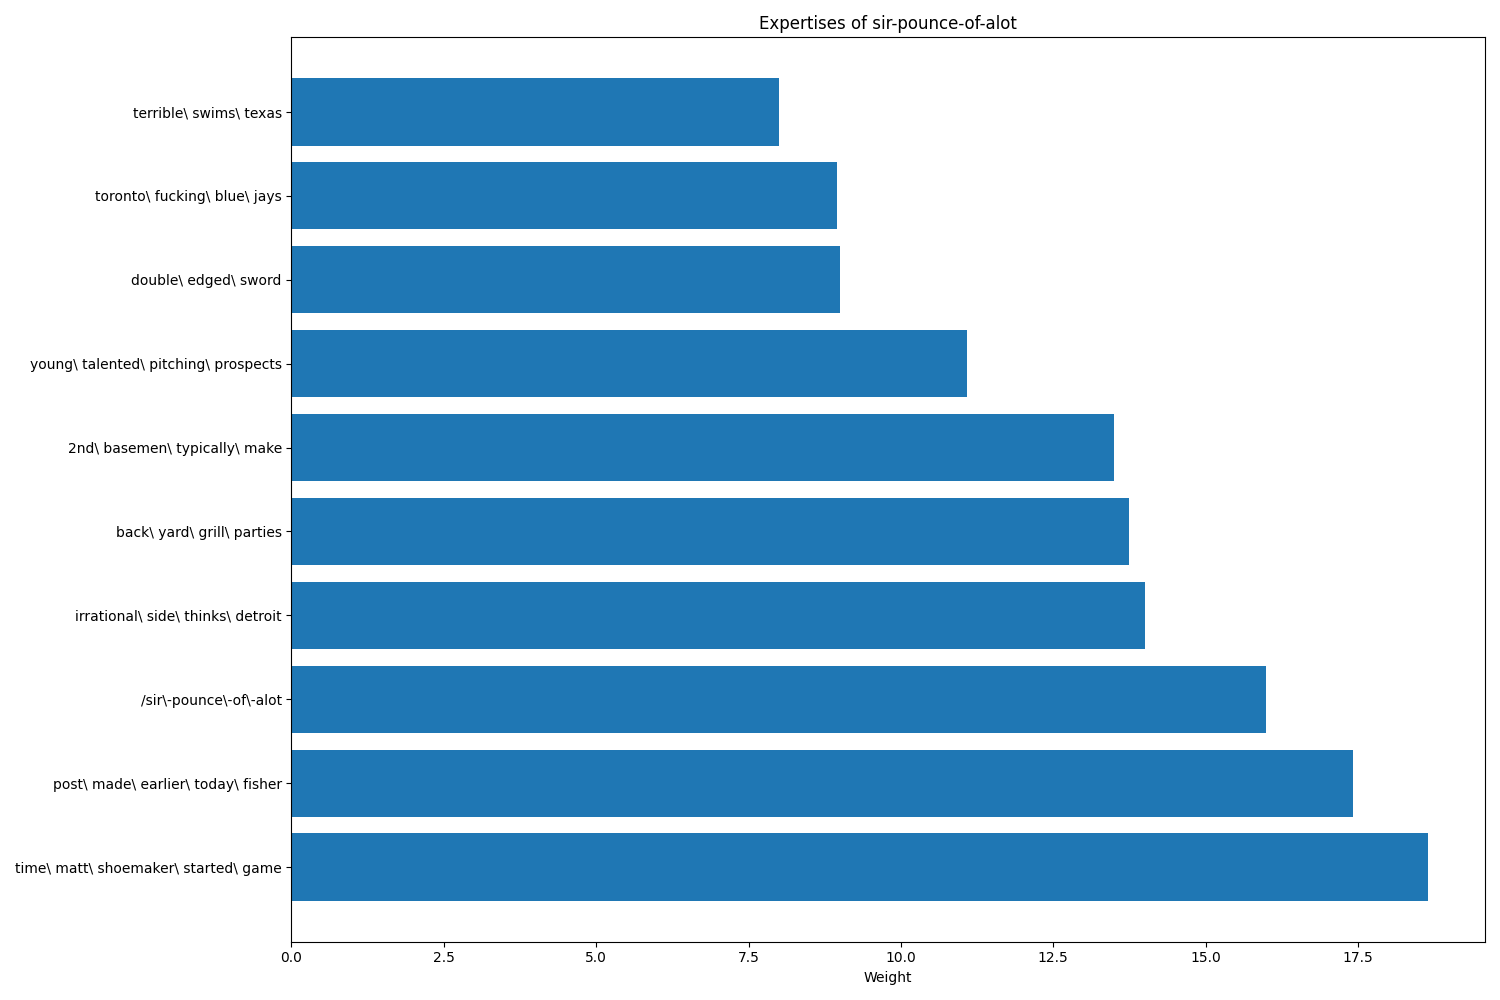 Expertises of sir-pounce-of-alot
terrible\ swims\ texas
toronto\ fucking\ blue\ jays
double\ edged\ sword
young\ talented\ pitching\ prospects
2nd\ basemen\ typically\ make
back\ yard\ grill\ parties
irrational\ side\ thinks\ detroit
/sir\-pounce\-of\-alot
post\ made\ earlier\ today\ fisher
time\ matt\ shoemaker\ started\ game
0.0 2.5 5.0 7.5 10.0 12.5 15.0 17.5
Weight